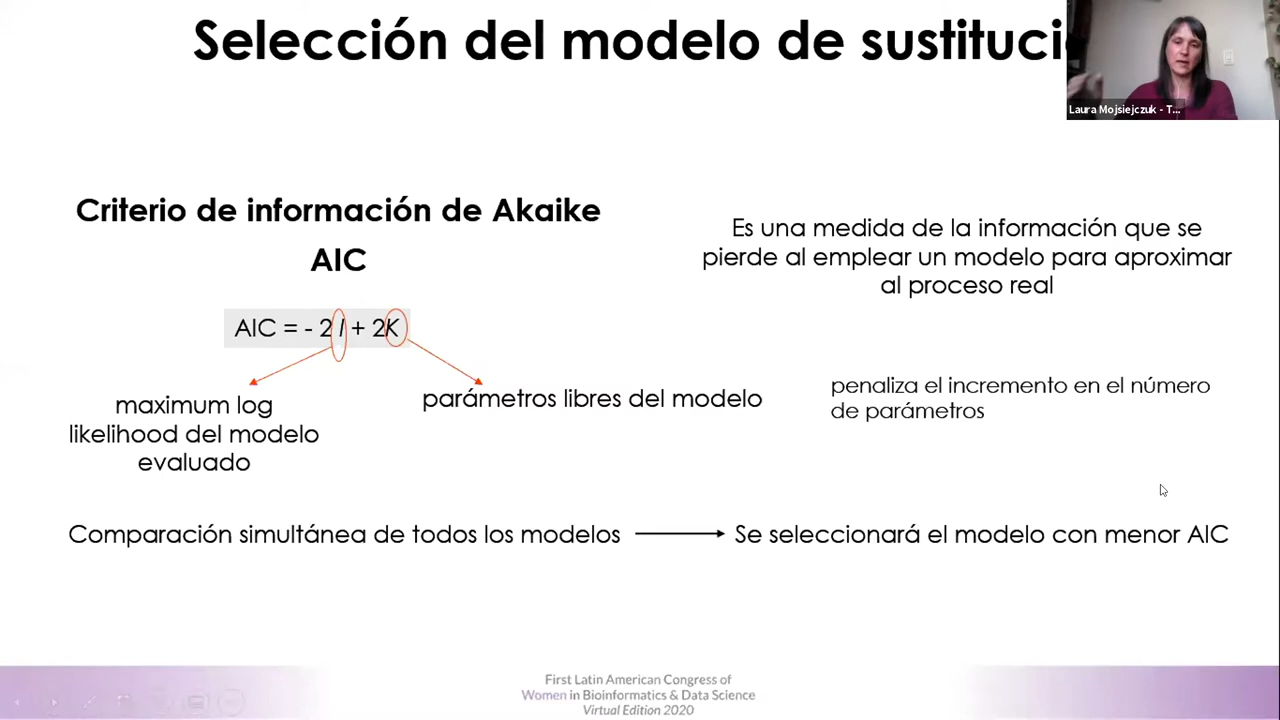 Selección del modelo de
Laura Mojsiejczuk - T...
Criterio de información de Akaike
AIC
AIC = - 2 l + 2K
maximum log
likelihood del modelo
evaluado
parámetros libres del modelo
Es una medida de la información que se
pierde al emplear un modelo para aproximar
al proceso real
penaliza el incremento en el número
de parámetros
Comparación simultánea de todos los modelos
Se seleccionará el modelo con menor AIC
First Latin American Congress of
Women in Bioinformatics & Data Science
Virtual Edition 2020